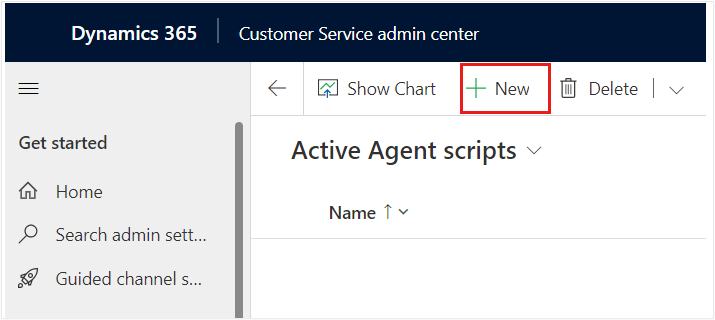 Dynamics 365 Customer Service admin center
Show Chart New Delete
Get started
Active Agent scripts
Home
Name
Search admin sett...
Guided channel s...